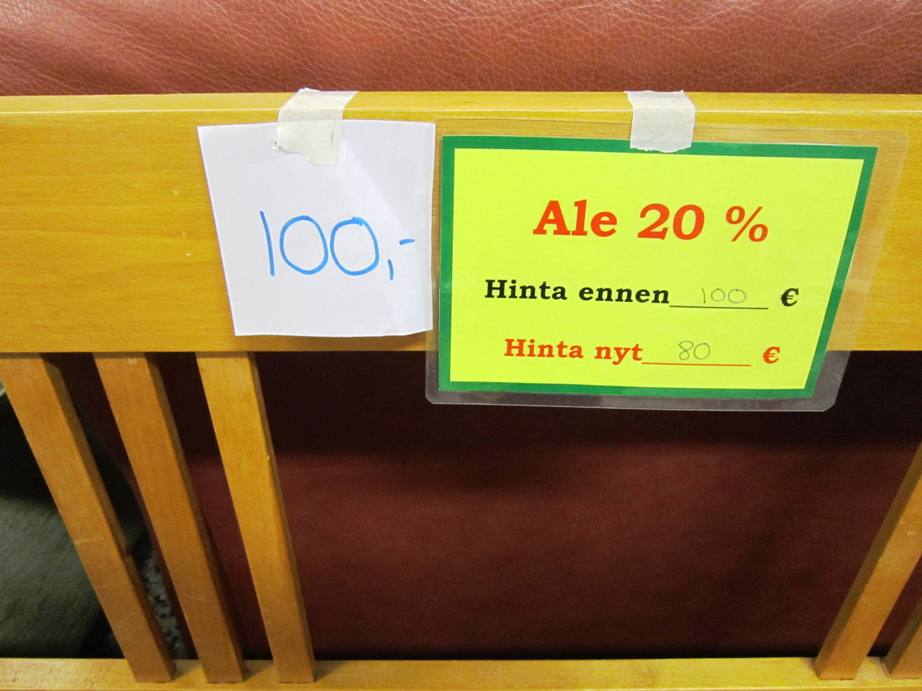 100,-
Ale 20 %
Hinta ennen 100 €
Hinta nyt 80 €